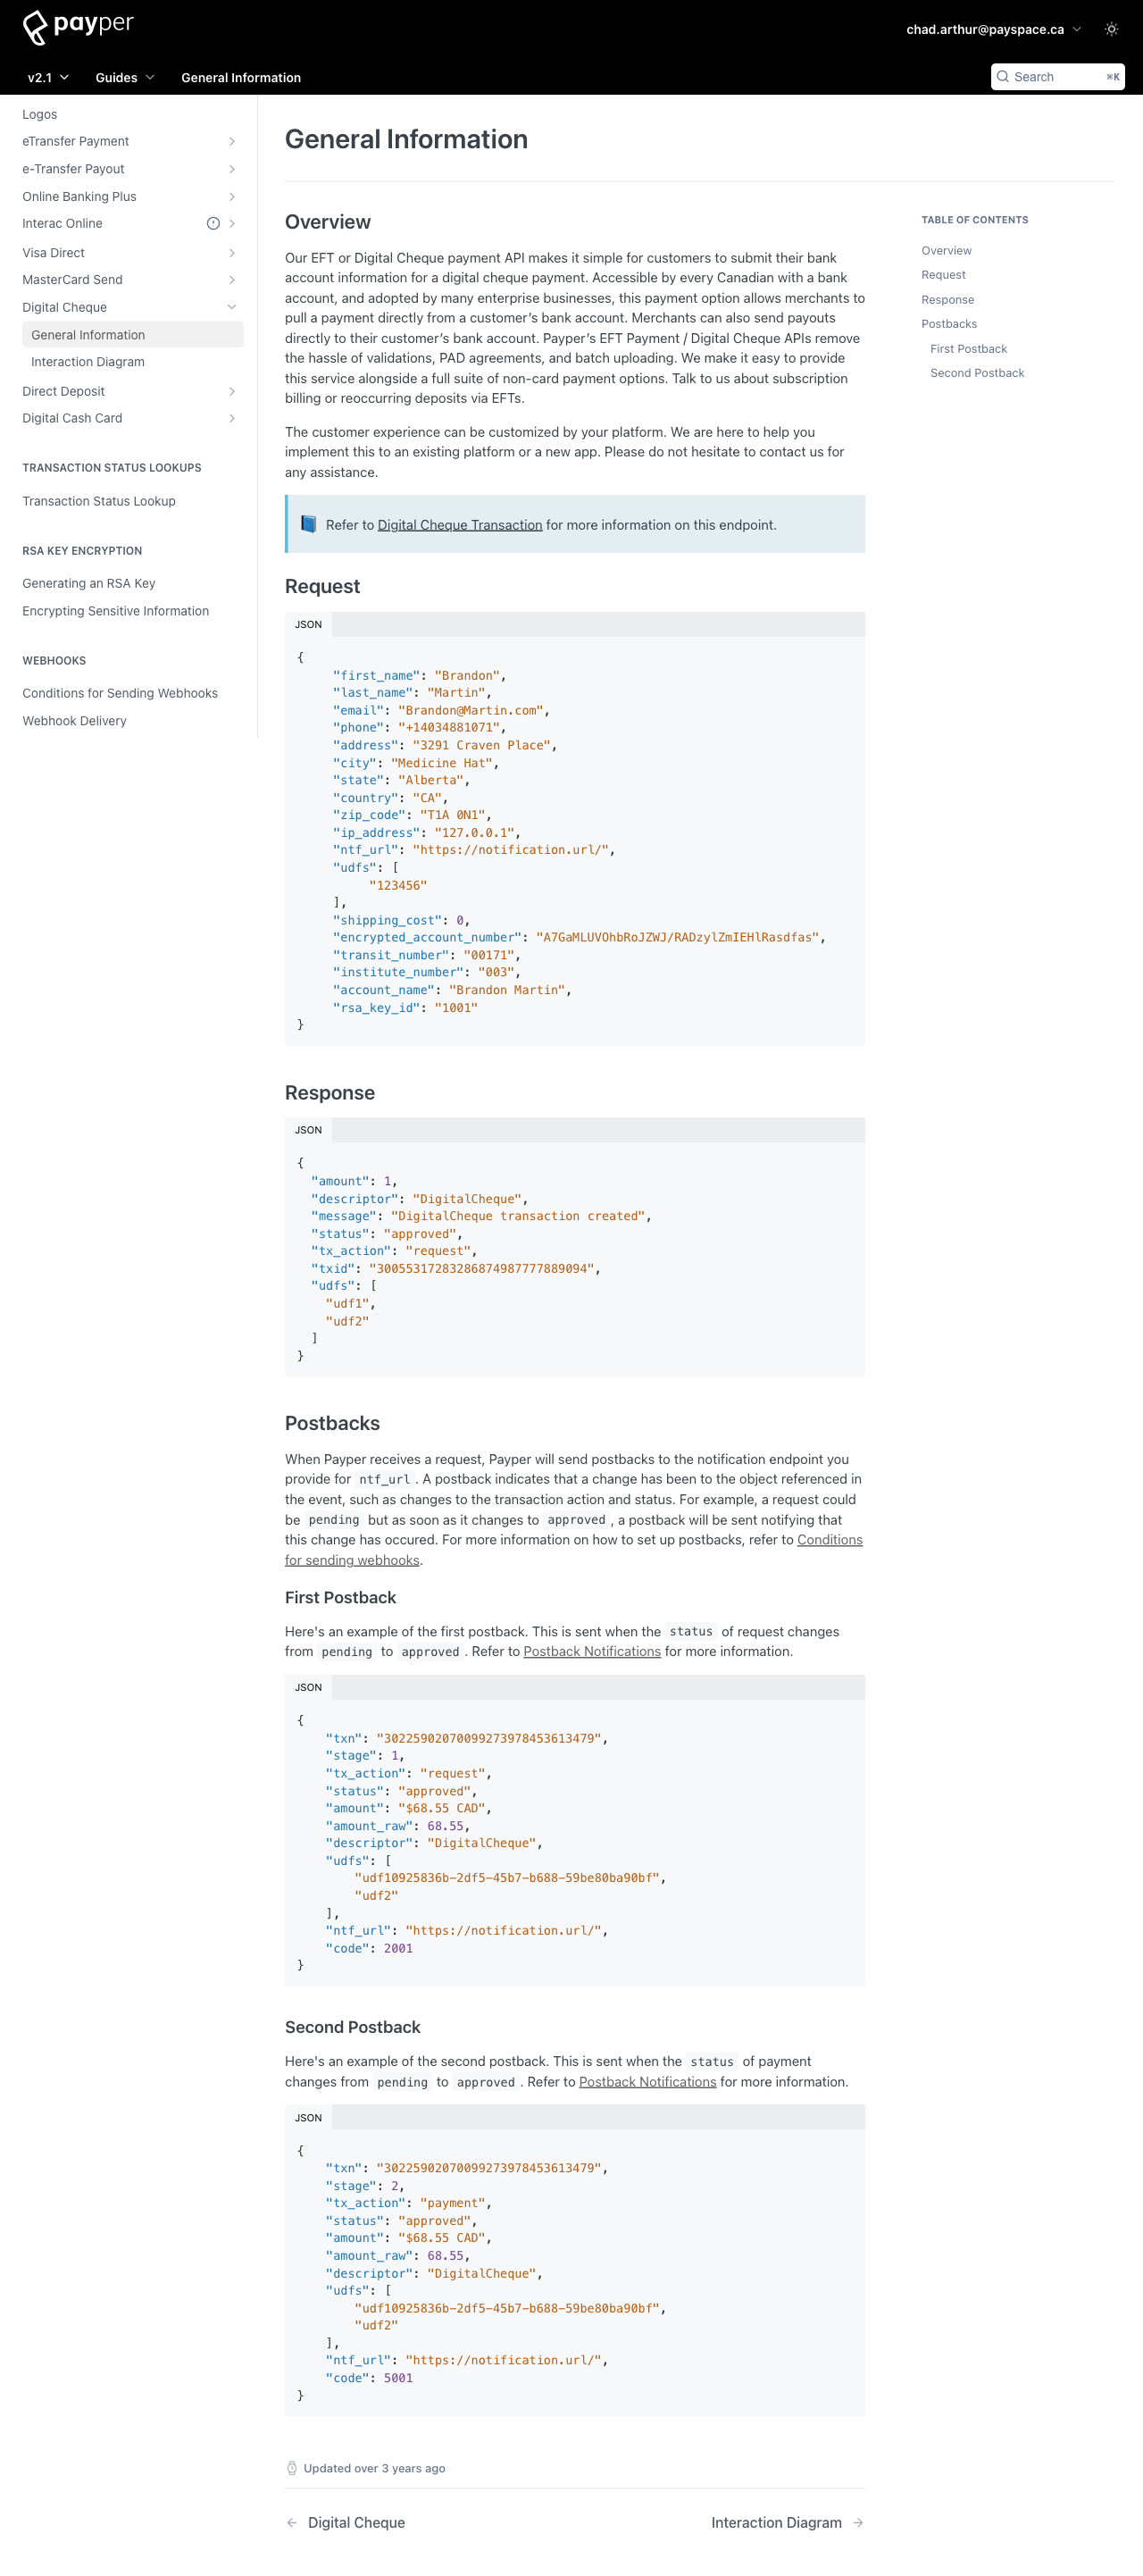 payper
chad.arthur@payspace.ca
v2.1
Guides
General Information
Search
⌘K
Logos
eTransfer Payment
e-Transfer Payout
Online Banking Plus
Interac Online
Visa Direct
MasterCard Send
Digital Cheque
General Information
Interaction Diagram
Direct Deposit
Digital Cash Card
TRANSACTION STATUS LOOKUPS
Transaction Status Lookup
RSA KEY ENCRYPTION
Generating an RSA Key
Encrypting Sensitive Information
WEBHOOKS
Conditions for Sending Webhooks
Webhook Delivery
General Information
Overview
Our EFT or Digital Cheque payment API makes it simple for customers to submit their bank
account information for a digital cheque payment. Accessible by every Canadian with a bank
account, and adopted by many enterprise businesses, this payment option allows merchants to
pull a payment directly from a customer's bank account. Merchants can also send payouts
directly to their customer's bank account. Payper's EFT Payment / Digital Cheque APIs remove
the hassle of validations, PAD agreements, and batch uploading. We make it easy to provide
this service alongside a full suite of non-card payment options. Talk to us about subscription
billing or reoccurring deposits via EFTs.
The customer experience can be customized by your platform. We are here to help you
implement this to an existing platform or a new app. Please do not hesitate to contact us for
any assistance.
Refer to Digital Cheque Transaction for more information on this endpoint.
Request
JSON
{
"first_name": "Brandon",
"last_name": "Martin",
"email": "Brandon@Martin.com",
"phone": "+14034881071",
"address": "3291 Craven Place",
"city": "Medicine Hat",
"state": "Alberta",
"country": "CA",
"zip_code": "T1A 0N1",
"ip_address": "127.0.0.1",
"ntf_url": "https://notification.url/",
"udfs": [
"123456"
],
"shipping_cost": 0,
"encrypted_account_number": "A7GaMLUVOhbRoJZWJ/RADzylZmIEHlRasdfas",
"transit_number": "00171",
"institute_number": "003",
"account_name": "Brandon Martin",
"rsa_key_id": "1001"
}
Response
JSON
{
"amount": 1,
"descriptor": "DigitalCheque",
"message": "DigitalCheque transaction created",
"status": "approved",
"tx_action": "request",
"txid": "30055317283286874987777889094",
"udfs": [
"udf1",
"udf2"
]
}
Postbacks
When Payper receives a request, Payper will send postbacks to the notification endpoint you
provide for ntf_url. A postback indicates that a change has been to the object referenced in
the event, such as changes to the transaction action and status. For example, a request could
be pending but as soon as it changes to approved, a postback will be sent notifying that
this change has occured. For more information on how to set up postbacks, refer to Conditions
for sending webhooks.
First Postback
Here's an example of the first postback. This is sent when the status of request changes
from pending to approved. Refer to Postback Notifications for more information.
JSON
{
"txn": "30225902070099273978453613479",
"stage": 1,
"tx_action": "request",
"status": "approved",
"amount": "$68.55 CAD",
"amount_raw": 68.55,
"descriptor": "DigitalCheque",
"udfs": [
"udf10925836b-2df5-45b7-b688-59be80ba90bf",
"udf2"
],
"ntf_url": "https://notification.url/",
"code": 2001
}
Second Postback
Here's an example of the second postback. This is sent when the status of payment
changes from pending to approved. Refer to Postback Notifications for more information.
JSON
{
"txn": "30225902070099273978453613479",
"stage": 2,
"tx_action": "payment",
"status": "approved",
"amount": "$68.55 CAD",
"amount_raw": 68.55,
"descriptor": "DigitalCheque",
"udfs": [
"udf10925836b-2df5-45b7-b688-59be80ba90bf",
"udf2"
],
"ntf_url": "https://notification.url/",
"code": 5001
}
Updated over 3 years ago
← Digital Cheque
Interaction Diagram →
TABLE OF CONTENTS
Overview
Request
Response
Postbacks
First Postback
Second Postback